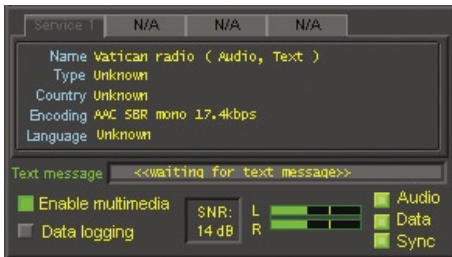 Service 1 N/A N/A N/A
Name Vatican radio ( Audio, Text )
Type Unknown
Country Unknown
Encoding AAC SBR mono 17.4kbps
Language Unknown
Text message <<waiting for text message>>
Enable multimedia
Data logging
SNR:
14 dB
L
R
Audio
Data
Sync